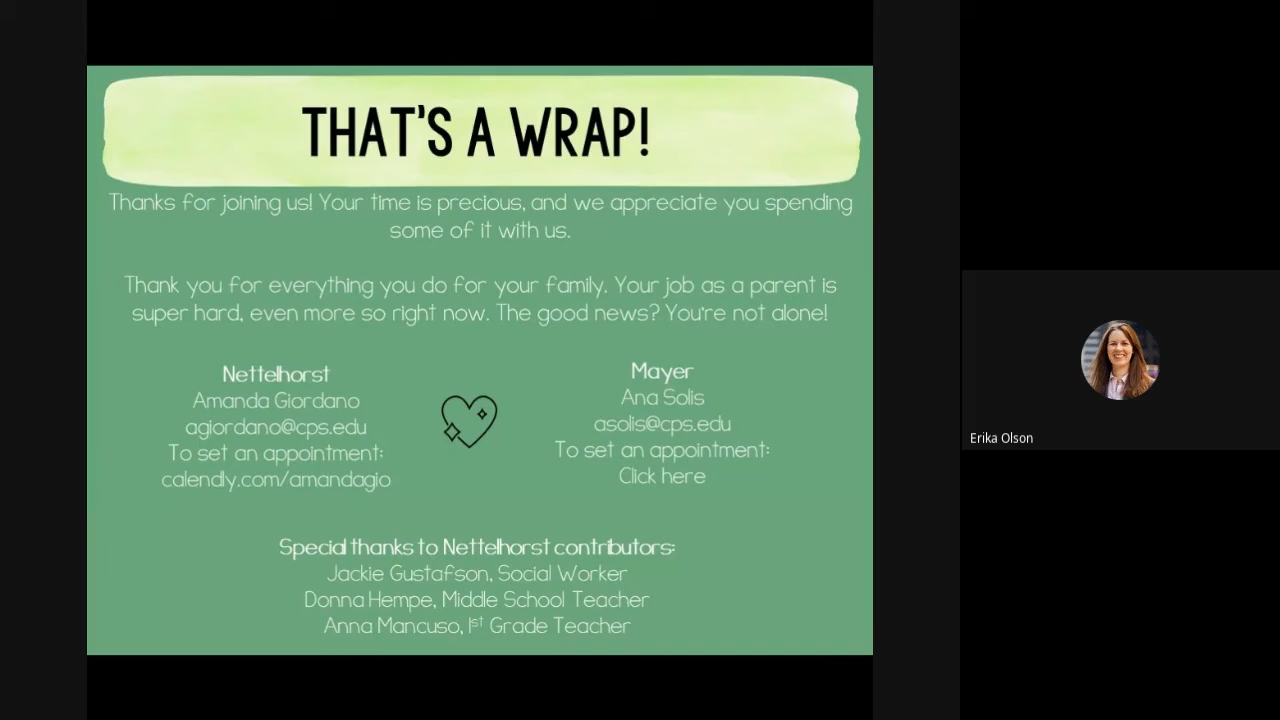 THAT'S A WRAP!
Thanks for joining us! Your time is precious, and we appreciate you spending
some of it with us.
Thank you for everything you do for your family. Your job as a parent is
super hard, even more so right now. The good news? You're not alone!
Nettelhorst
Amanda Giordano
agiordano@cps.edu
To set an appointment:
calendly.com/amandagio
Mayer
Ana Solis
asolis@cps.edu
To set an appointment:
Click here
Special thanks to Nettelhorst contributors:
Jackie Gustafson, Social Worker
Donna Hempe, Middle School Teacher
Anna Mancuso, 1st Grade Teacher
Erika Olson